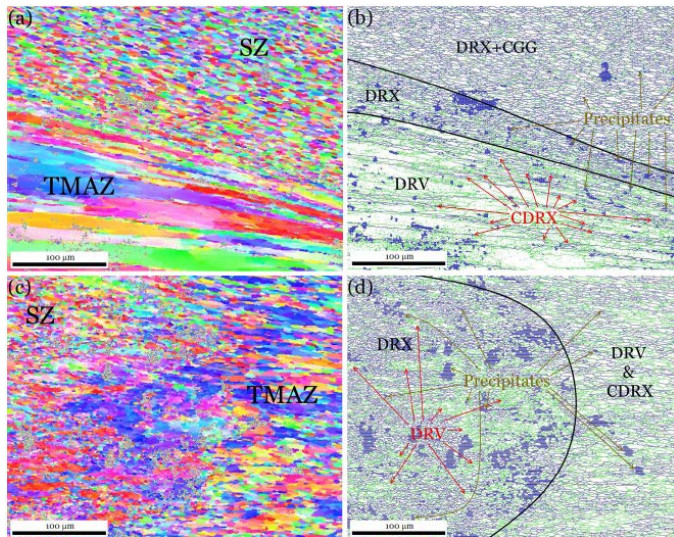 (a)
SZ
TMAZ
100 µm
(b)
DRX+CGG
DRX
Precipitates
DRV
CDRX
100 µm
(c)
SZ
TMAZ
100 µm
(d)
DRX
DRV
&
CDRX
Precipitates
DRV
100 µm